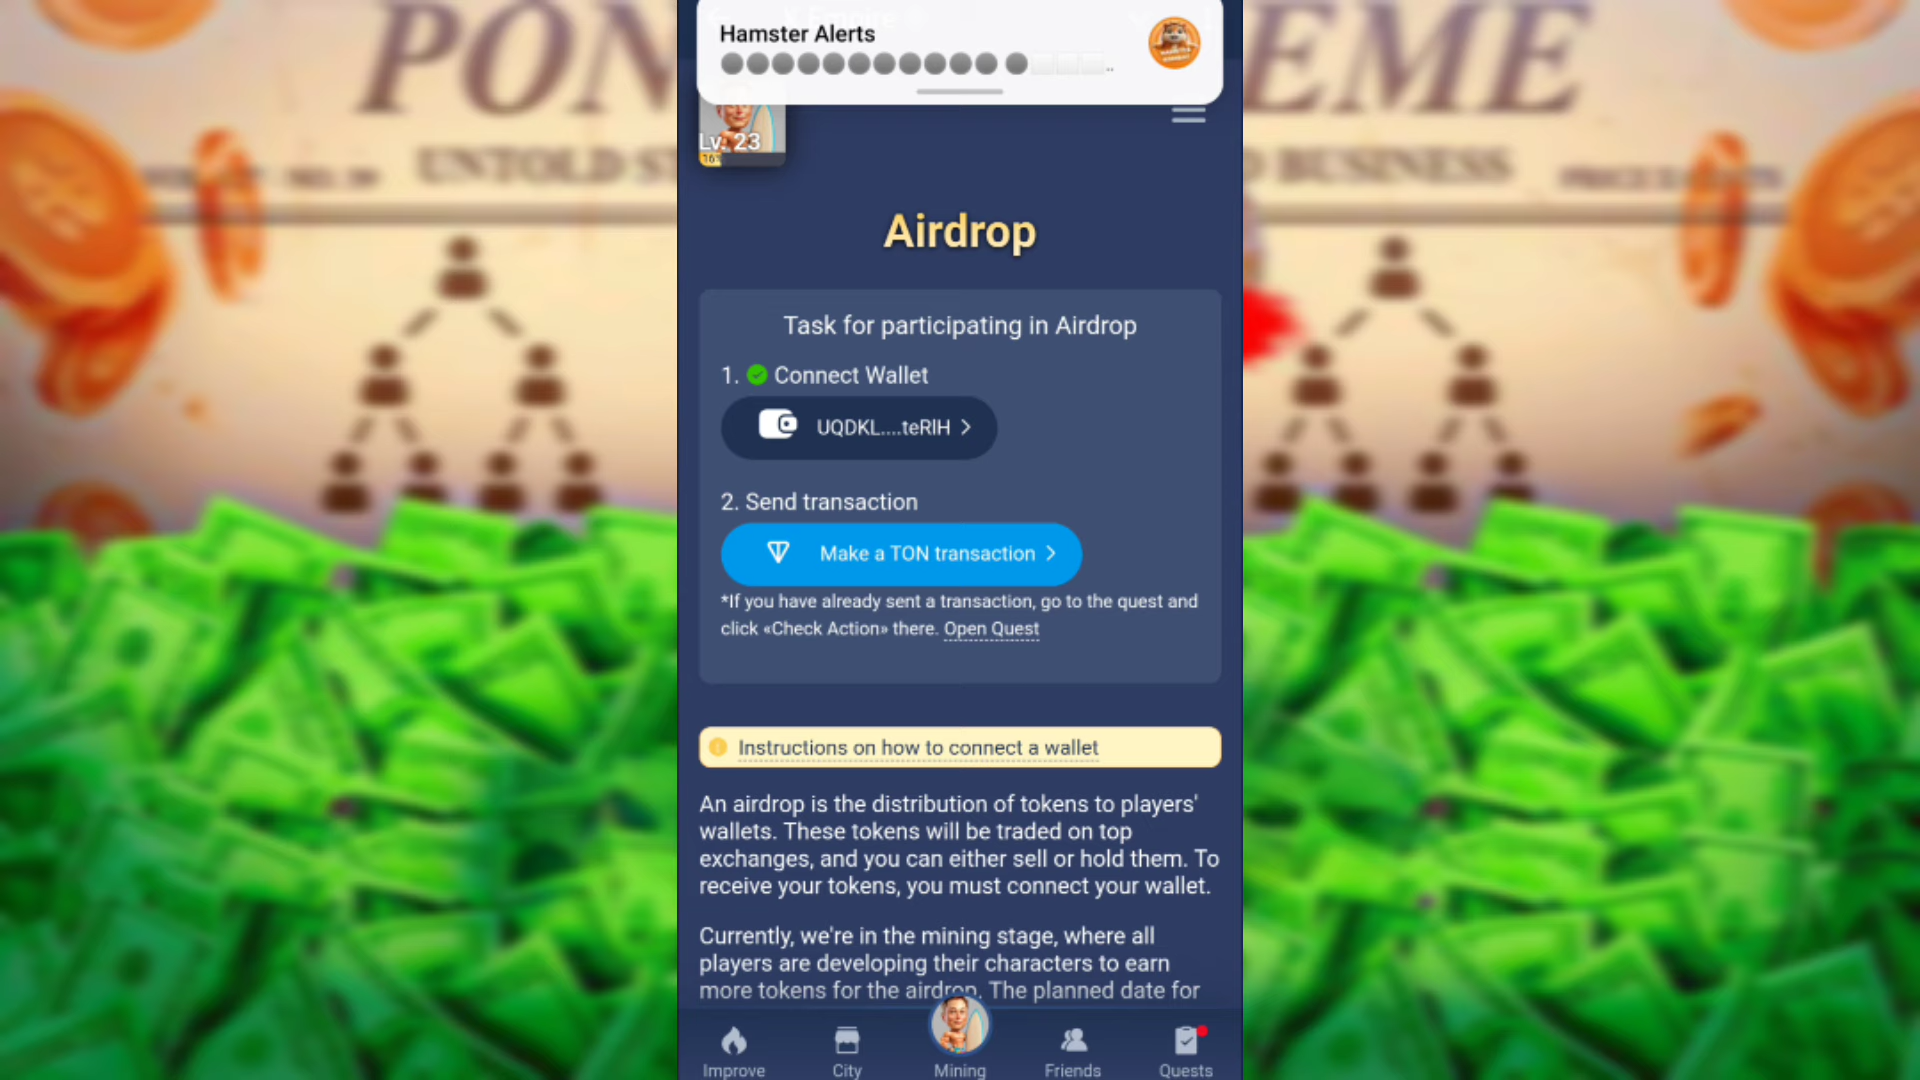 Hamster Alerts
PON
EME
Lv. 23
16%
UNTOLD ST
D BUSINESS
Airdrop
Task for participating in Airdrop
1. Connect Wallet
UQDKL....teRlH
2. Send transaction
Make a TON transaction
*If you have already sent a transaction, go to the quest and
click «Check Action» there. Open Quest
Instructions on how to connect a wallet
An airdrop is the distribution of tokens to players'
wallets. These tokens will be traded on top
exchanges, and you can either sell or hold them. To
receive your tokens, you must connect your wallet.
Currently, we're in the mining stage, where all
players are developing their characters to earn
more tokens for the airdrop. The planned date for
Improve
City
Mining
Friends
Quests